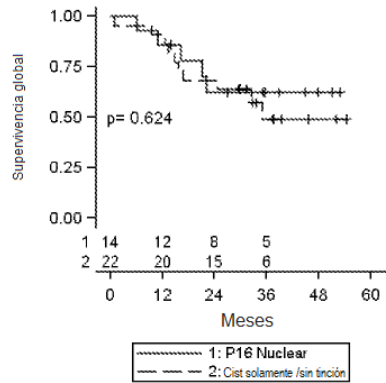 Supervivencia global
1.00
0.75
p= 0.624
0.50
0.25
0.00
1 14 12 8 5
2 22 20 15 6
0 12 24 36 48 60
Meses
1: P16 Nuclear
2: Cist solamente /sin tinción